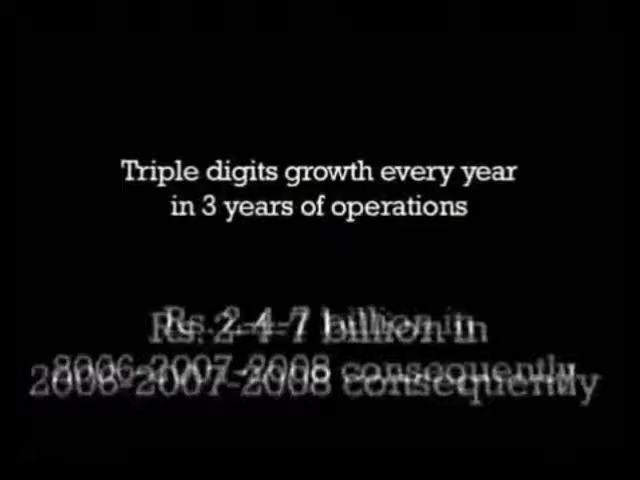 Triple digits growth every year
in 3 years of operations
Rs. 2-4-7 billion in
2006-2007-2008 consequently